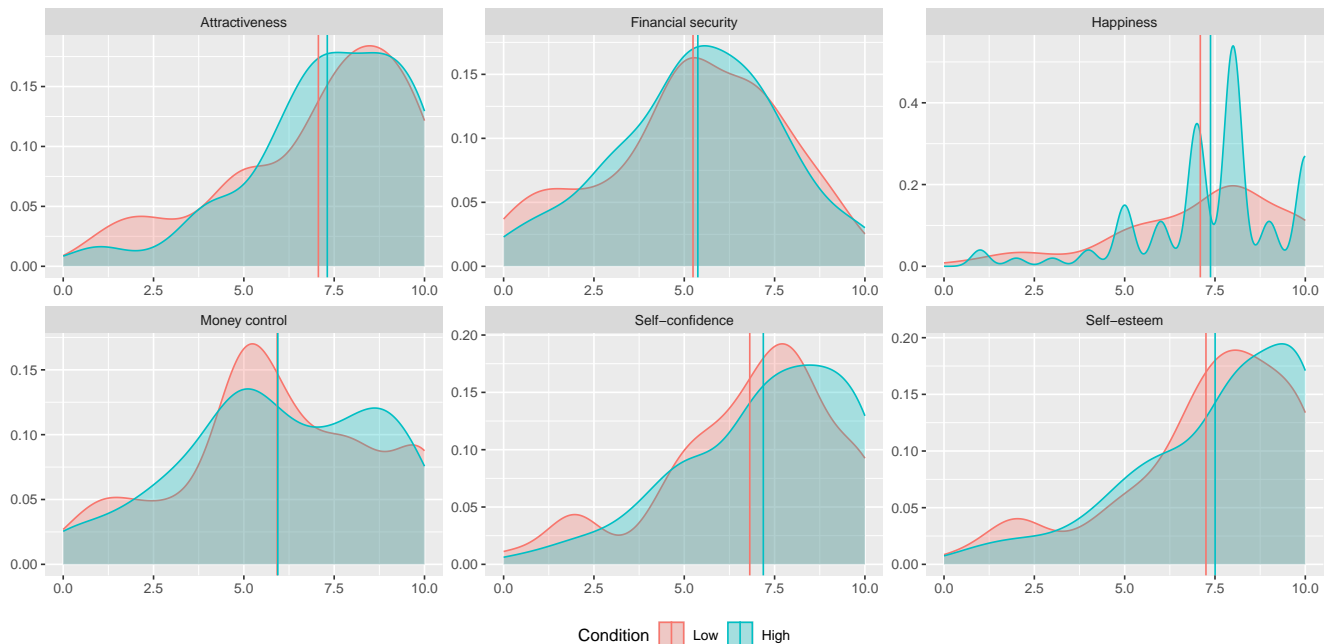 Attractiveness
Financial security
Happiness
0.15
0.10
0.05
0.00
0.15
0.10
0.05
0.00
0.4
0.2
0.0
0.0 2.5 5.0 7.5 10.0
0.0 2.5 5.0 7.5 10.0
0.0 2.5 5.0 7.5 10.0
Money control
Self−confidence
Self−esteem
0.15
0.10
0.05
0.00
0.20
0.15
0.10
0.05
0.00
0.20
0.15
0.10
0.05
0.00
0.0 2.5 5.0 7.5 10.0
0.0 2.5 5.0 7.5 10.0
0.0 2.5 5.0 7.5 10.0
Condition Low High